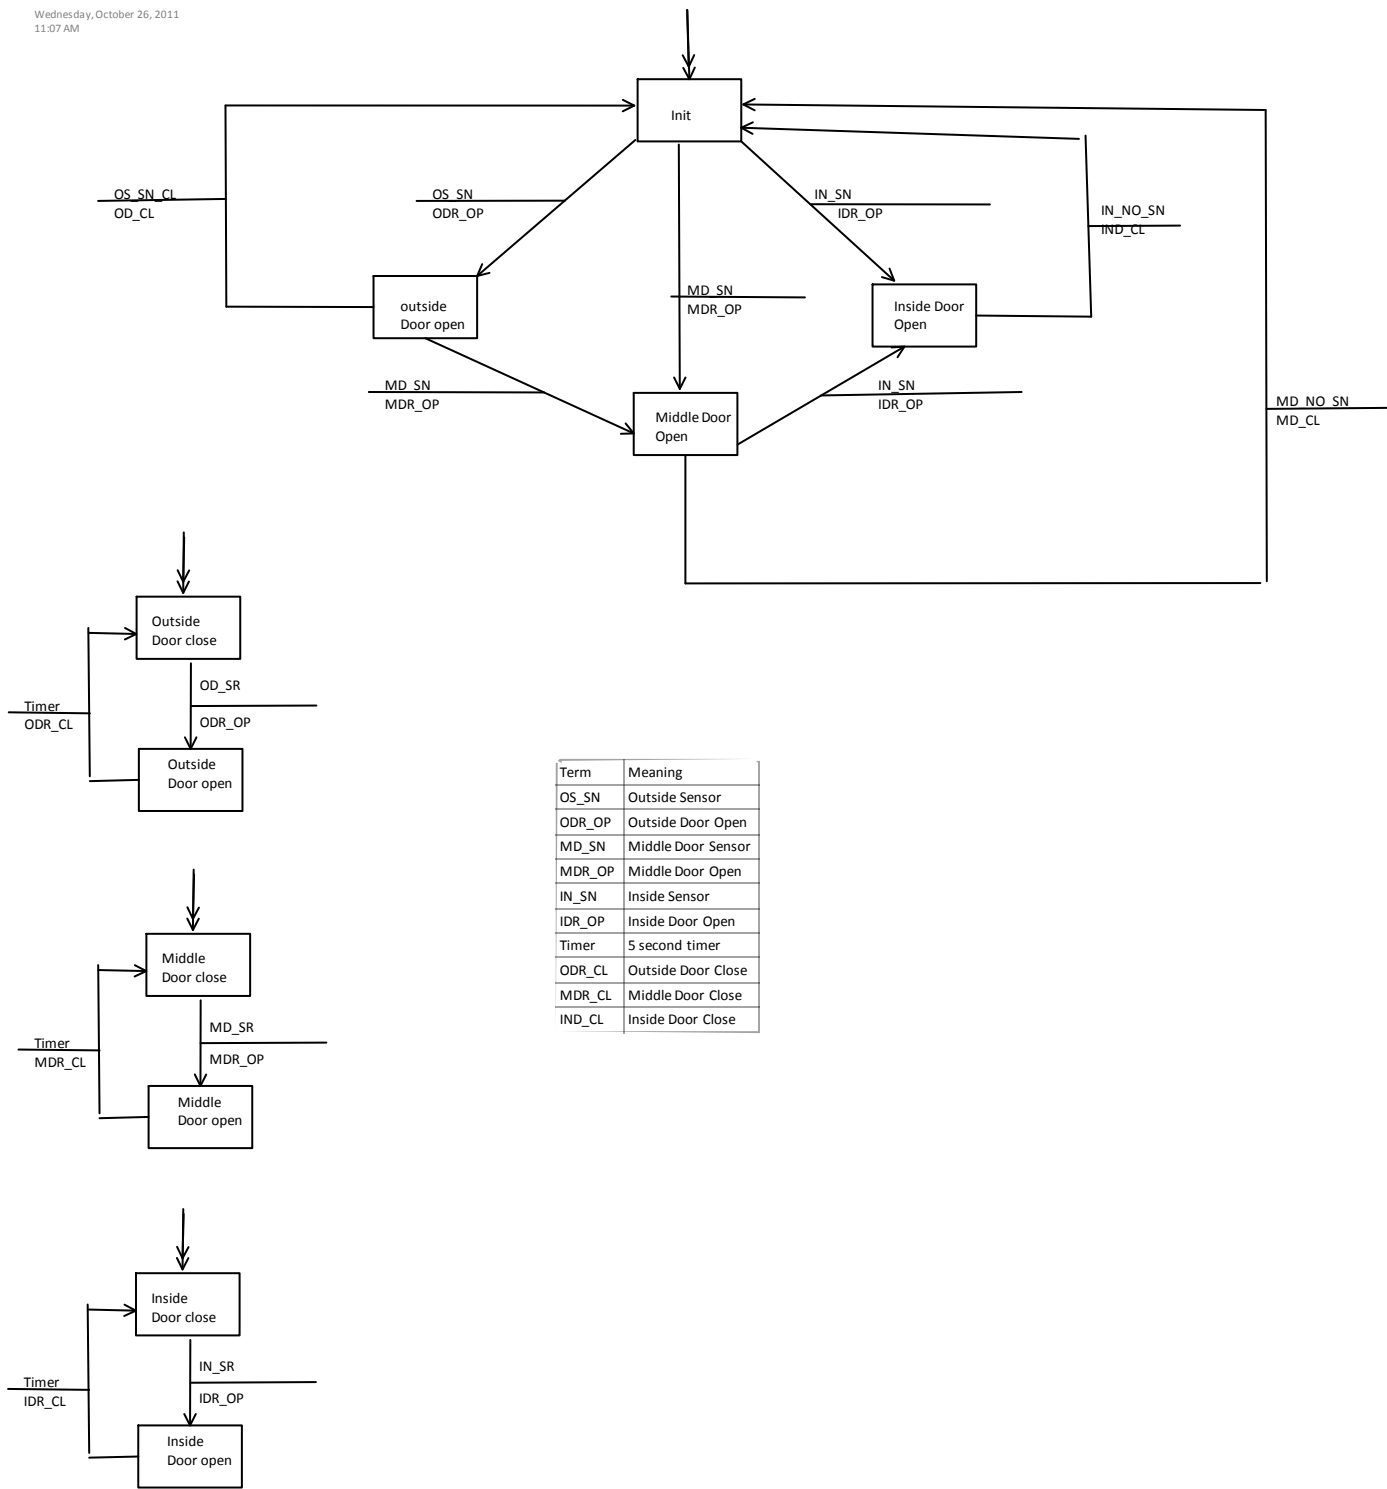 Wednesday, October 26, 2011
11:07 AM
Init
OS_SN_CL
OD_CL
OS_SN
ODR_OP
IN_SN
IDR_OP
IN_NO_SN
IND_CL
MD_SN
MDR_OP
outside
Door open
Inside Door
Open
MD_SN
MDR_OP
IN_SN
IDR_OP
Middle Door
Open
MD_NO_SN
MD_CL
Outside
Door close
OD_SR
Timer
ODR_CL
ODR_OP
Outside
Door open
Term Meaning
OS_SN Outside Sensor
ODR_OP Outside Door Open
MD_SN Middle Door Sensor
MDR_OP Middle Door Open
IN_SN Inside Sensor
IDR_OP Inside Door Open
Timer 5 second timer
ODR_CL Outside Door Close
MDR_CL Middle Door Close
IND_CL Inside Door Close
Middle
Door close
MD_SR
Timer
MDR_CL
MDR_OP
Middle
Door open
Inside
Door close
IN_SR
Timer
IDR_CL
IDR_OP
Inside
Door open